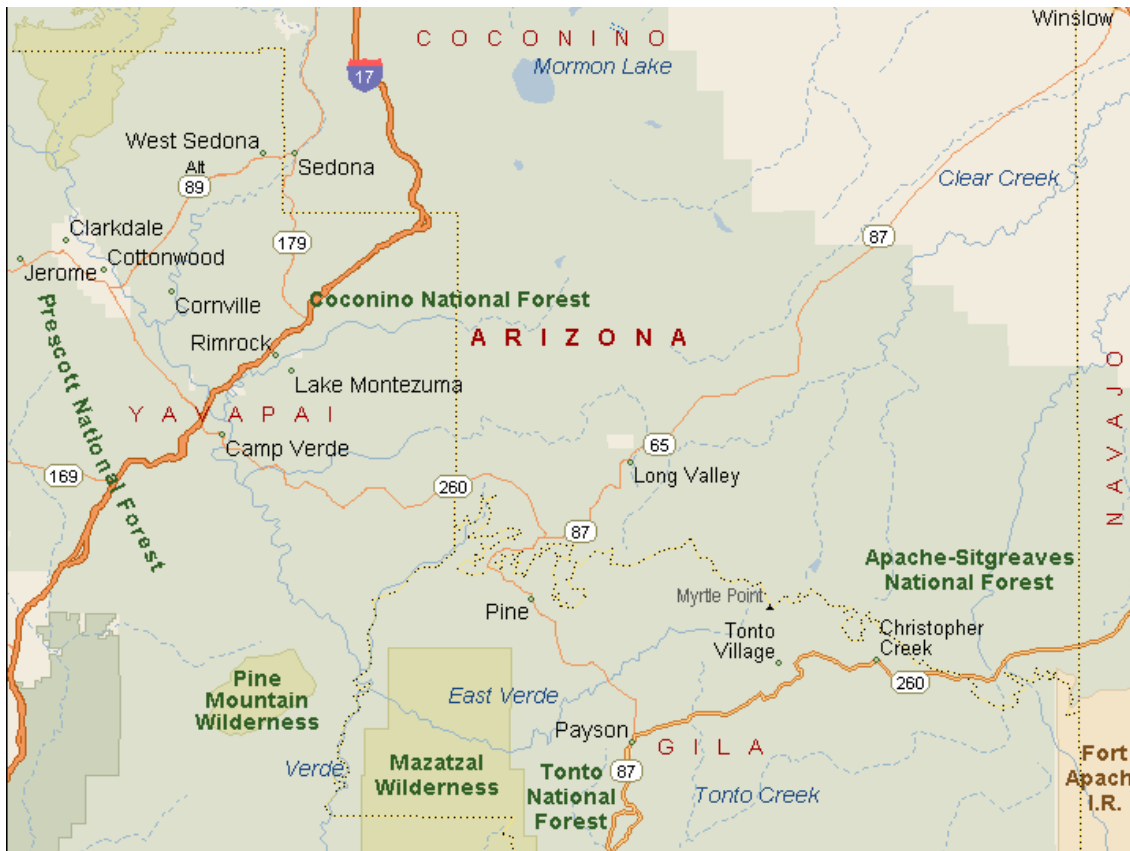 Winslow
COCONINO
Mormon Lake
17
West Sedona
Sedona
Alt
89
Clear Creek
Clarkdale
179
87
Jerome
Cottonwood
Cornville
Coconino National Forest
ARIZONA
Rimrock
Lake Montezuma
NAVAJO
Prescott National Forest
YAVAPAI
Camp Verde
65
Long Valley
169
260
87
Apache-Sitgreaves
National Forest
Myrtle Point
Pine
Tonto
Village
Christopher
Creek
Pine
Mountain
Wilderness
East Verde
260
Payson
GILA
Verde
Mazatzal
Wilderness
Tonto
National
Forest
87
Tonto Creek
Fort
Apach
I.R.